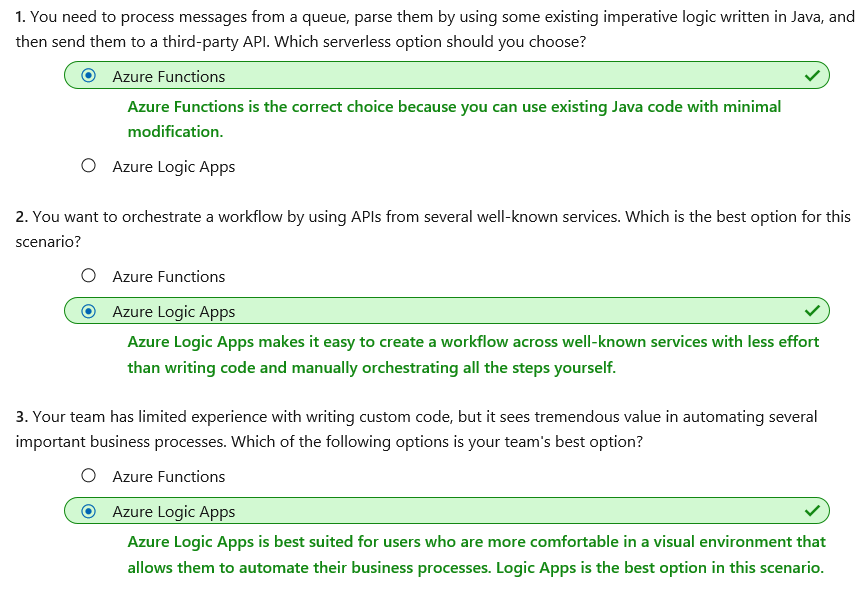 1. You need to process messages from a queue, parse them by using some existing imperative logic written in Java, and
then send them to a third-party API. Which serverless option should you choose?
Azure Functions
Azure Functions is the correct choice because you can use existing Java code with minimal
modification.
Azure Logic Apps
2. You want to orchestrate a workflow by using APIs from several well-known services. Which is the best option for this
scenario?
Azure Functions
Azure Logic Apps
Azure Logic Apps makes it easy to create a workflow across well-known services with less effort
than writing code and manually orchestrating all the steps yourself.
3. Your team has limited experience with writing custom code, but it sees tremendous value in automating several
important business processes. Which of the following options is your team's best option?
Azure Functions
Azure Logic Apps
Azure Logic Apps is best suited for users who are more comfortable in a visual environment that
allows them to automate their business processes. Logic Apps is the best option in this scenario.